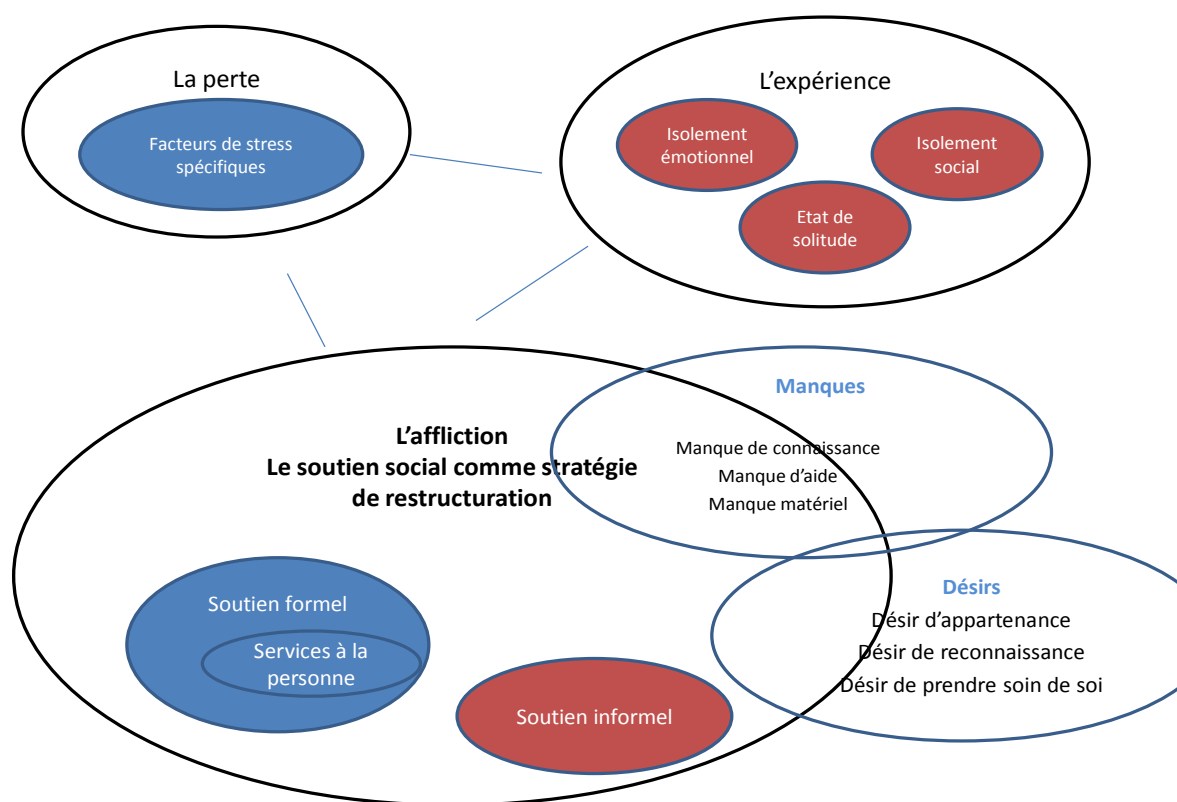 La perte
Facteurs de stress
spécifiques
L'expérience
Isolement
émotionnel
Isolement
social
Etat de
solitude
L'affliction
Le soutien social comme stratégie
de restructuration
Manques
Manque de connaissance
Manque d'aide
Manque matériel
Désirs
Désir d'appartenance
Désir de reconnaissance
Désir de prendre soin de soi
Soutien formel
Services à la
personne
Soutien informel